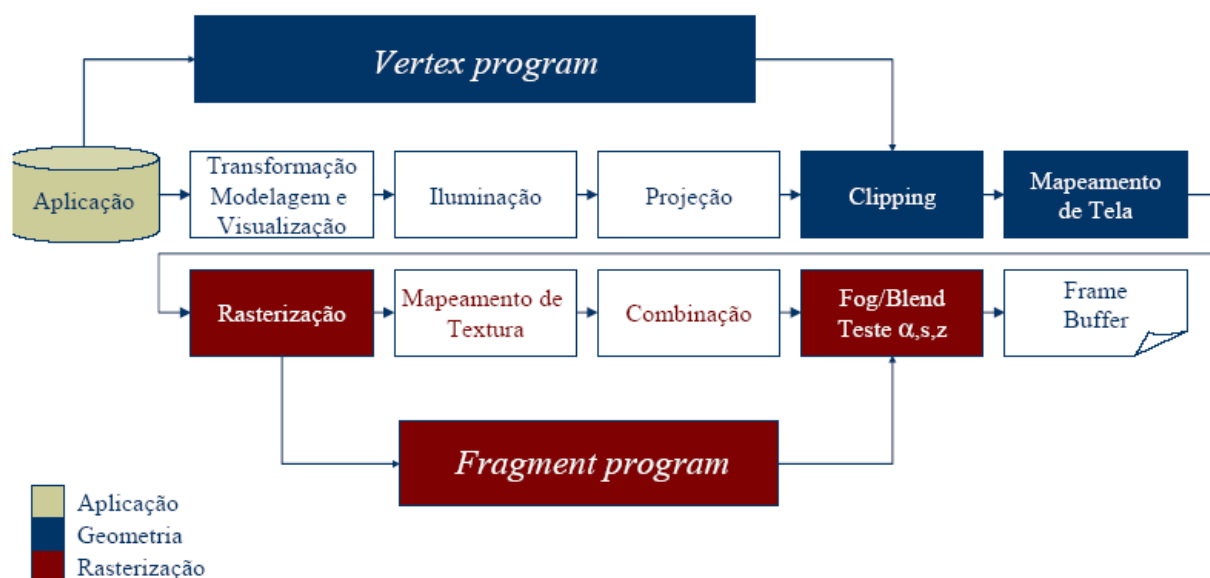 Vertex program
Aplicação
Transformação
Modelagem e
Visualização
Iluminação
Projeção
Clipping
Mapeamento
de Tela
Rasterização
Mapeamento de
Textura
Combinação
Fog/Blend
Teste α,s,z
Frame
Buffer
Fragment program
Aplicação
Geometria
Rasterização